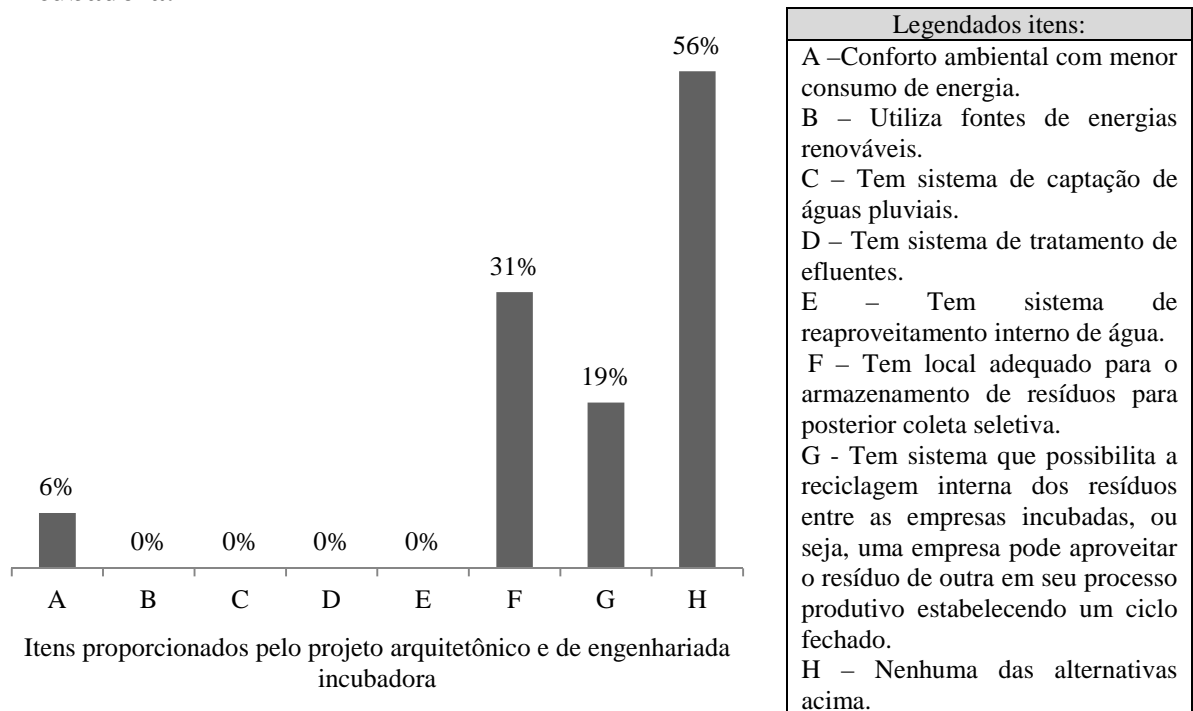 56%
31%
19%
6%
0%
0%
0%
0%
A
B
C
D
E
F
G
H
Itens proporcionados pelo projeto arquitetônico e de engenhariada
incubadora
Legendados itens:
A –Conforto ambiental com menor
consumo de energia.
B – Utiliza fontes de energias
renováveis.
C – Tem sistema de captação de
águas pluviais.
D – Tem sistema de tratamento de
efluentes.
E – Tem sistema de
reaproveitamento interno de água.
F – Tem local adequado para o
armazenamento de resíduos para
posterior coleta seletiva.
G - Tem sistema que possibilita a
reciclagem interna dos resíduos
entre as empresas incubadas, ou
seja, uma empresa pode aproveitar
o resíduo de outra em seu processo
produtivo estabelecendo um ciclo
fechado.
H – Nenhuma das alternativas
acima.